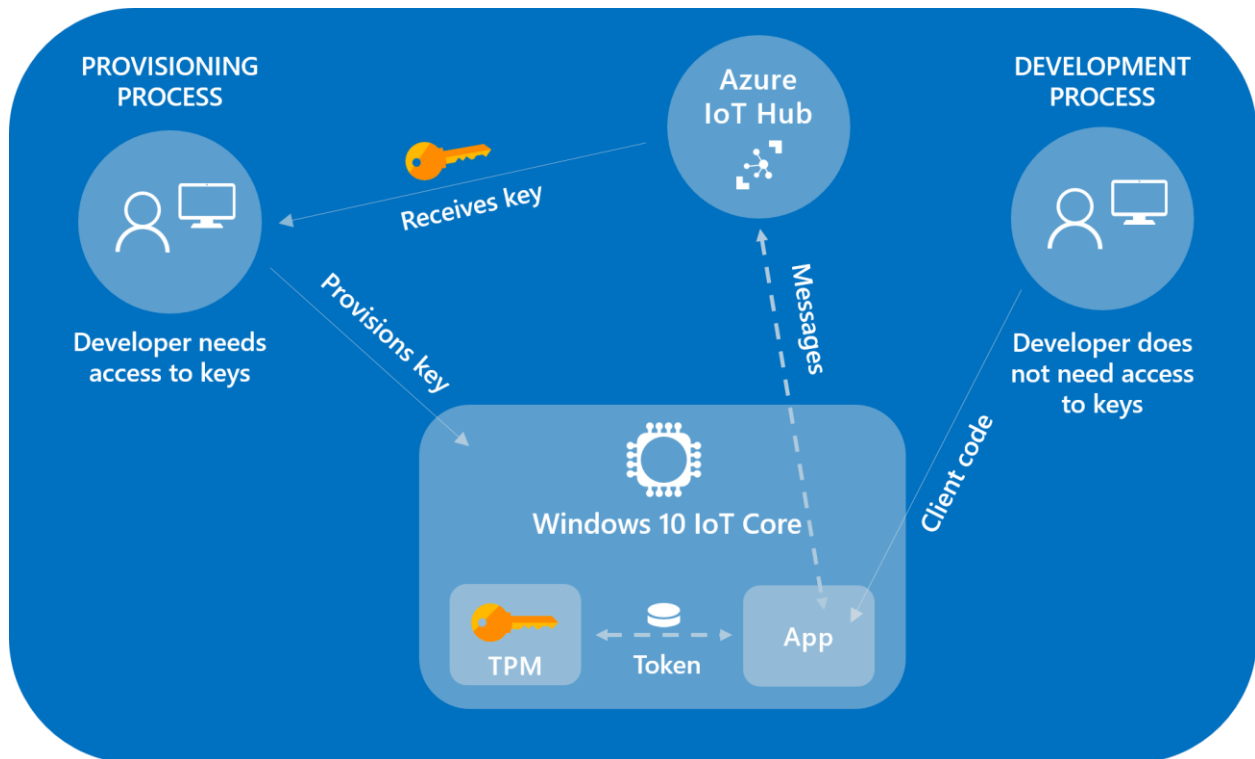 PROVISIONING
PROCESS
Developer needs
access to keys
Receives key
Provisions key
Azure
IoT Hub
Messages
DEVELOPMENT
PROCESS
Developer does
not need access
to keys
Client code
Windows 10 IoT Core
TPM
Token
App